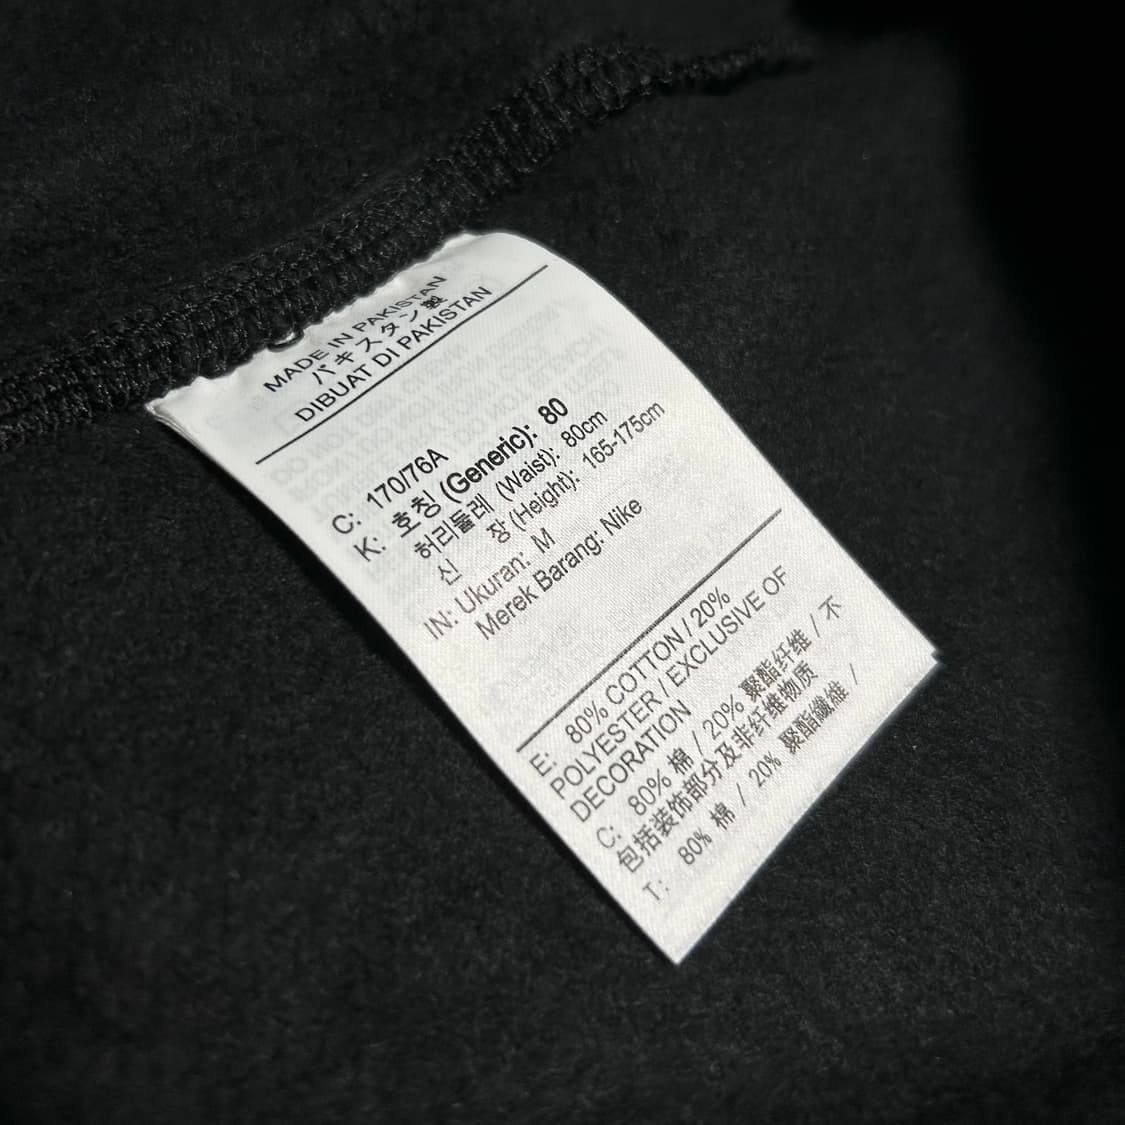 MADE IN PAKISTAN
パキスタン製
DIBUAT DI PAKISTAN
C: 170/76A
K: 호칭 (Generic): 80
허리둘레 (Waist): 80cm
신 장 (Height): 165-175cm
IN: Ukuran: M
Merek Barang: Nike
E: 80% COTTON / 20%
POLYESTER / EXCLUSIVE OF
DECORATION
C: 80% 棉 / 20% 聚酯纤维 / 不
包括装饰部分及非纤维物质
T: 80% 棉 / 20% 聚酯纖維 /